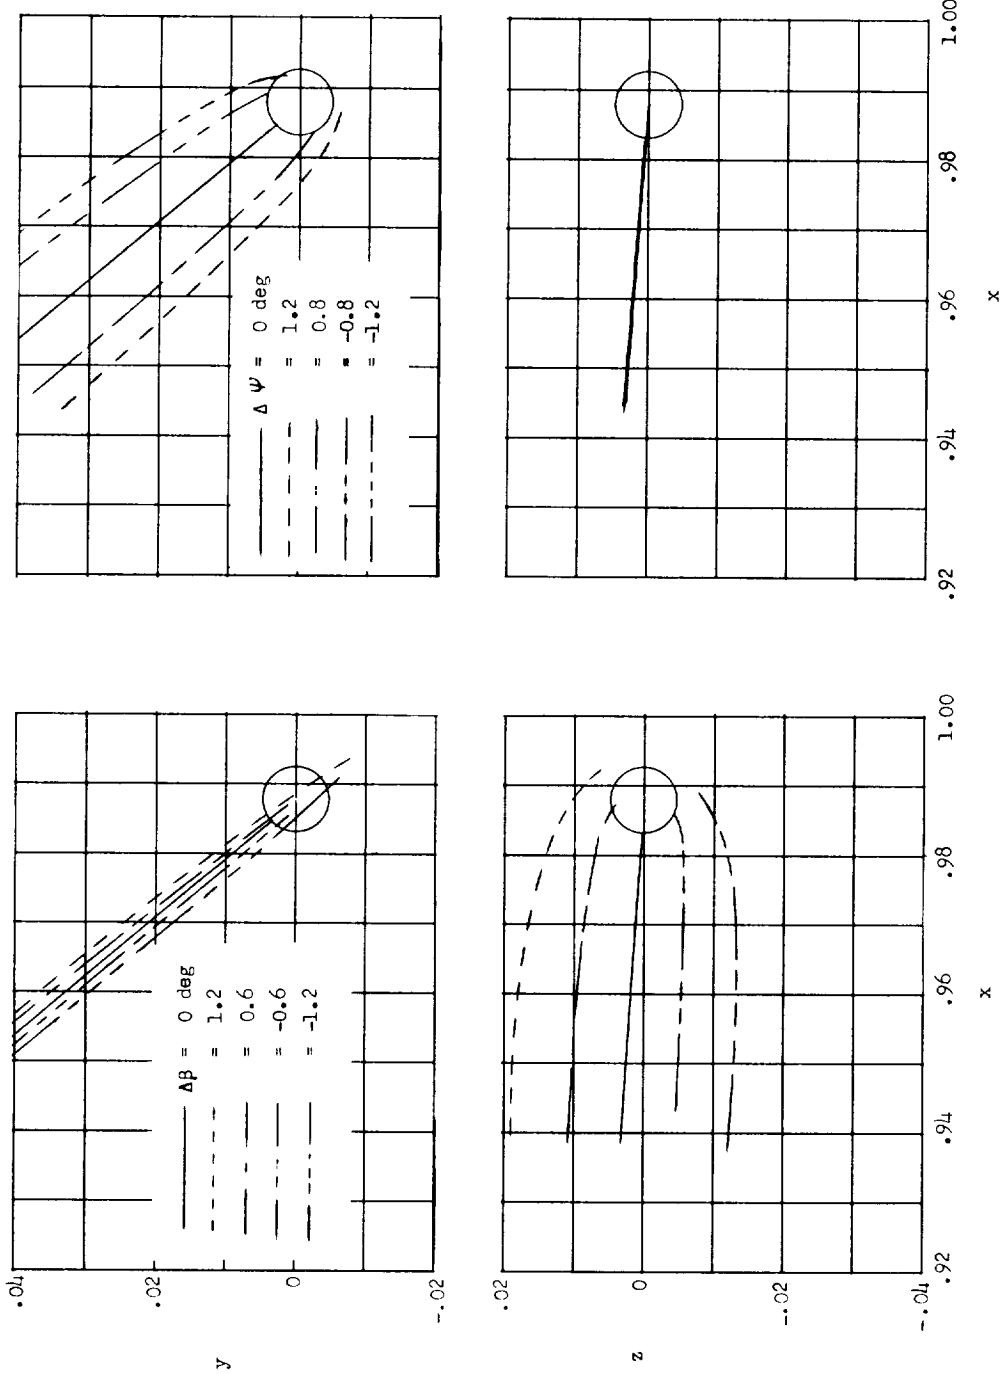 .04
.02
0
-.02
y
Δβ = 0 deg
= 1.2
= 0.6
= -0.6
= -1.2
Δ Ψ = 0 deg
= 1.2
= 0.8
= -0.8
= -1.2
.02
0
-.02
-.04
z
.92 .94 .96 .98 1.00
x
.92 .94 .96 .98 1.00
x